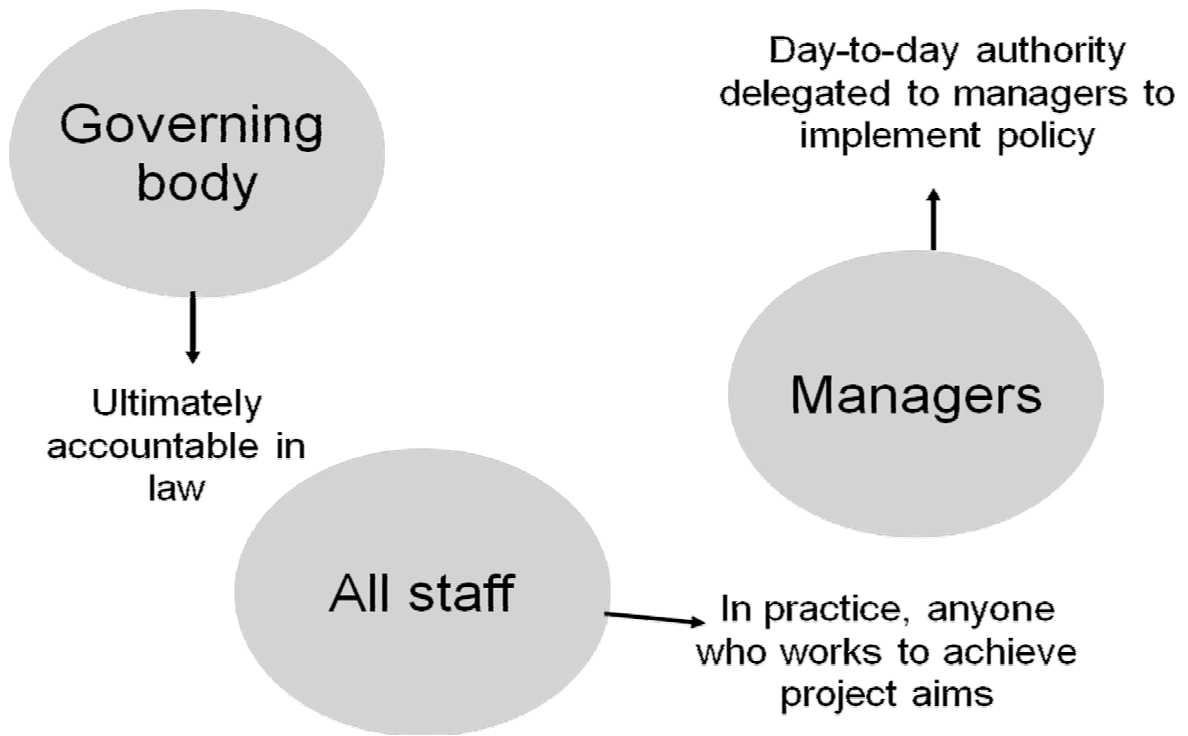 Governing
body
Day-to-day authority
delegated to managers to
implement policy
Ultimately
accountable in
law
Managers
All staff
In practice, anyone
who works to achieve
project aims